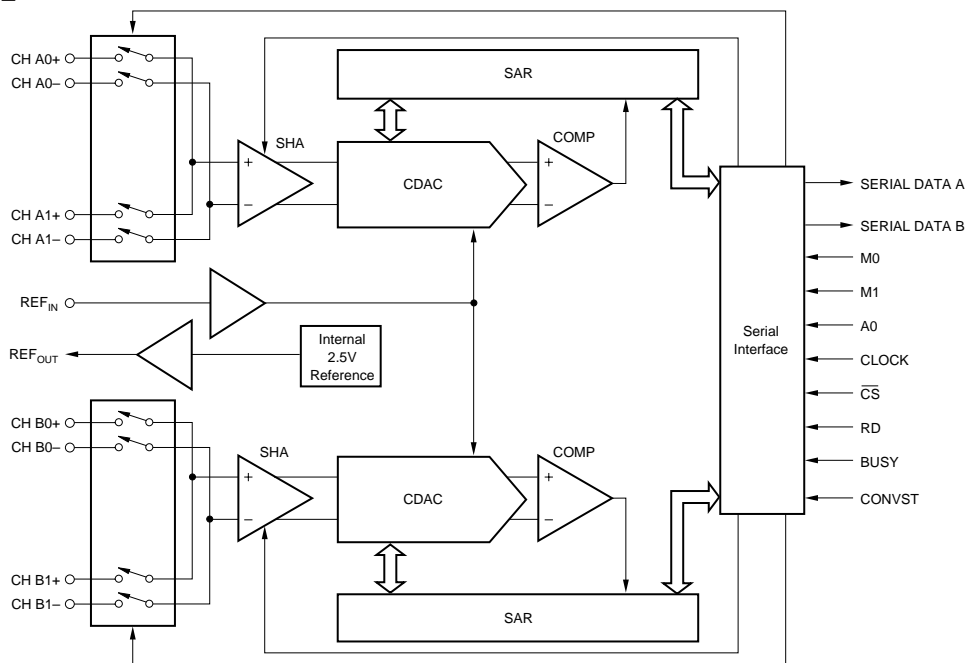 CH A0+
CH A0–
SAR
SHA
COMP
+
–
CDAC
+
–
CH A1+
CH A1–
SERIAL DATA A
SERIAL DATA B
M0
M1
A0
CLOCK
CS
RD
BUSY
CONVST
Serial
Interface
REFIN
REFOUT
Internal
2.5V
Reference
CH B0+
CH B0–
SHA
COMP
+
–
CDAC
+
–
CH B1+
CH B1–
SAR